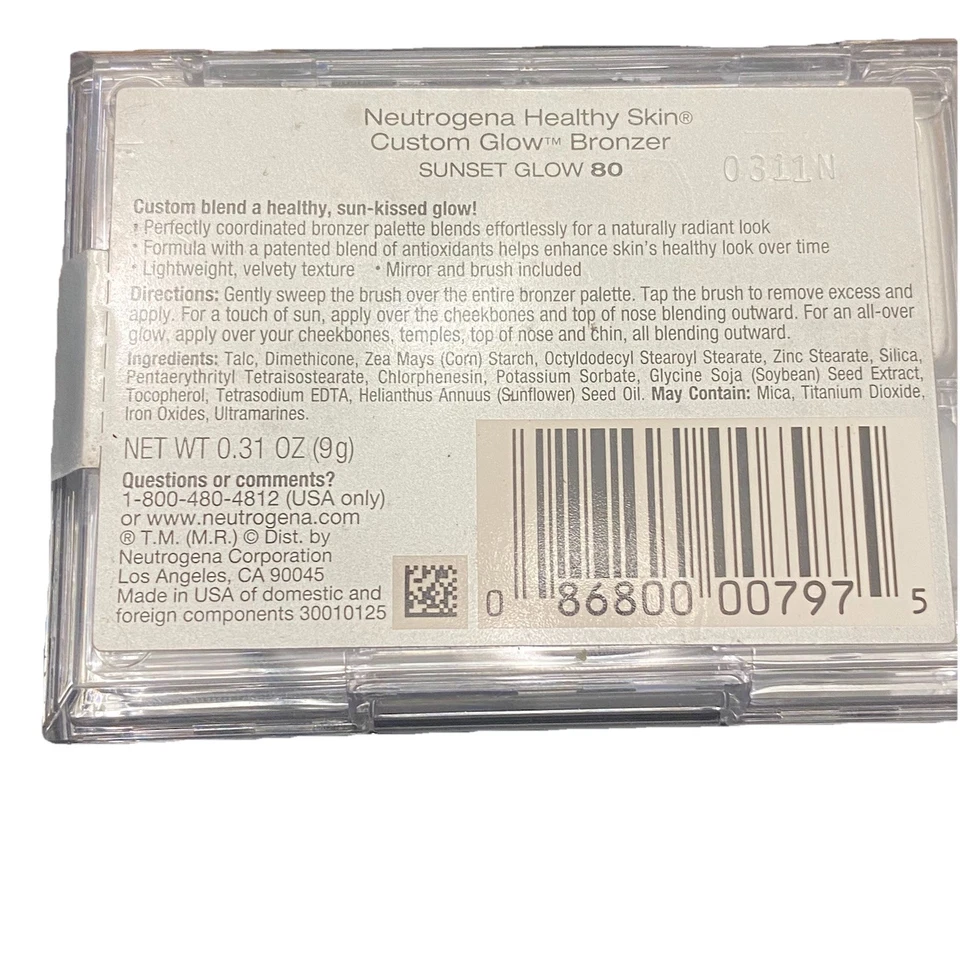 Neutrogena Healthy Skin®
Custom Glow™ Bronzer
SUNSET GLOW 80
0311N
Custom blend a healthy, sun-kissed glow!
• Perfectly coordinated bronzer palette blends effortlessly for a naturally radiant look
• Formula with a patented blend of antioxidants helps enhance skin's healthy look over time
• Lightweight, velvety texture • Mirror and brush included
Directions: Gently sweep the brush over the entire bronzer palette. Tap the brush to remove excess and
apply. For a touch of sun, apply over the cheekbones and top of nose blending outward. For an all-over
glow, apply over your cheekbones, temples, top of nose and chin, all blending outward.
Ingredients: Talc, Dimethicone, Zea Mays (Corn) Starch, Octyldodecyl Stearoyl Stearate, Zinc Stearate, Silica,
Pentaerythrityl Tetraisostearate, Chlorphenesin, Potassium Sorbate, Glycine Soja (Soybean) Seed Extract,
Tocopherol, Tetrasodium EDTA, Helianthus Annuus (Sunflower) Seed Oil. May Contain: Mica, Titanium Dioxide,
Iron Oxides, Ultramarines.
NET WT 0.31 OZ (9g)
Questions or comments?
1-800-480-4812 (USA only)
or www.neutrogena.com
® T.M. (M.R.) © Dist. by
Neutrogena Corporation
Los Angeles, CA 90045
Made in USA of domestic and
foreign components 30010125
0 86800 00797 5